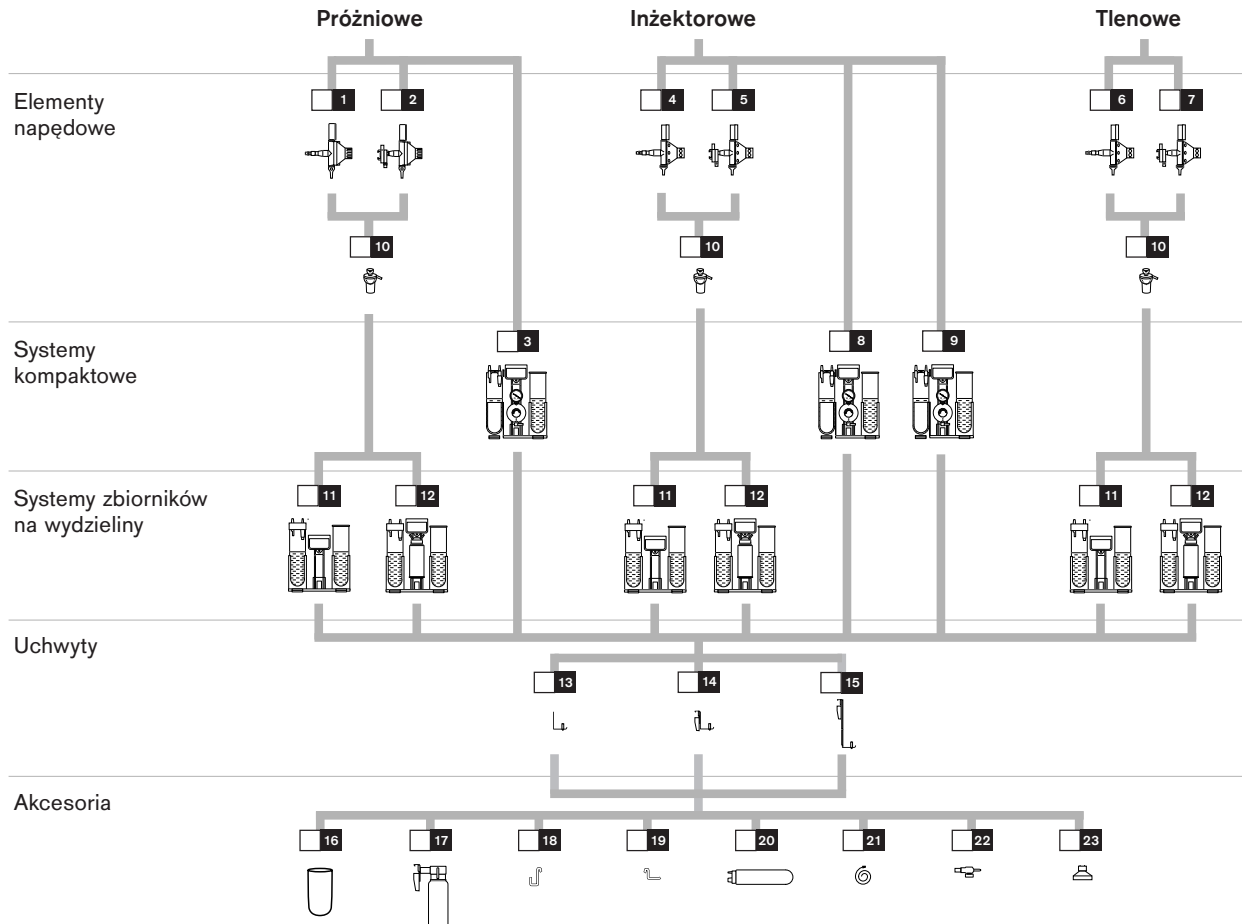 Próżniowe Inżektorowe Tlenowe
Elementy
napędowe
1 2 4 5 6 7
10 10 10
Systemy
kompaktowe
3 8 9
Systemy zbiorników
na wydzieliny
11 12 11 12 11 12
Uchwyty
13 14 15
Akcesoria
16 17 18 19 20 21 22 23